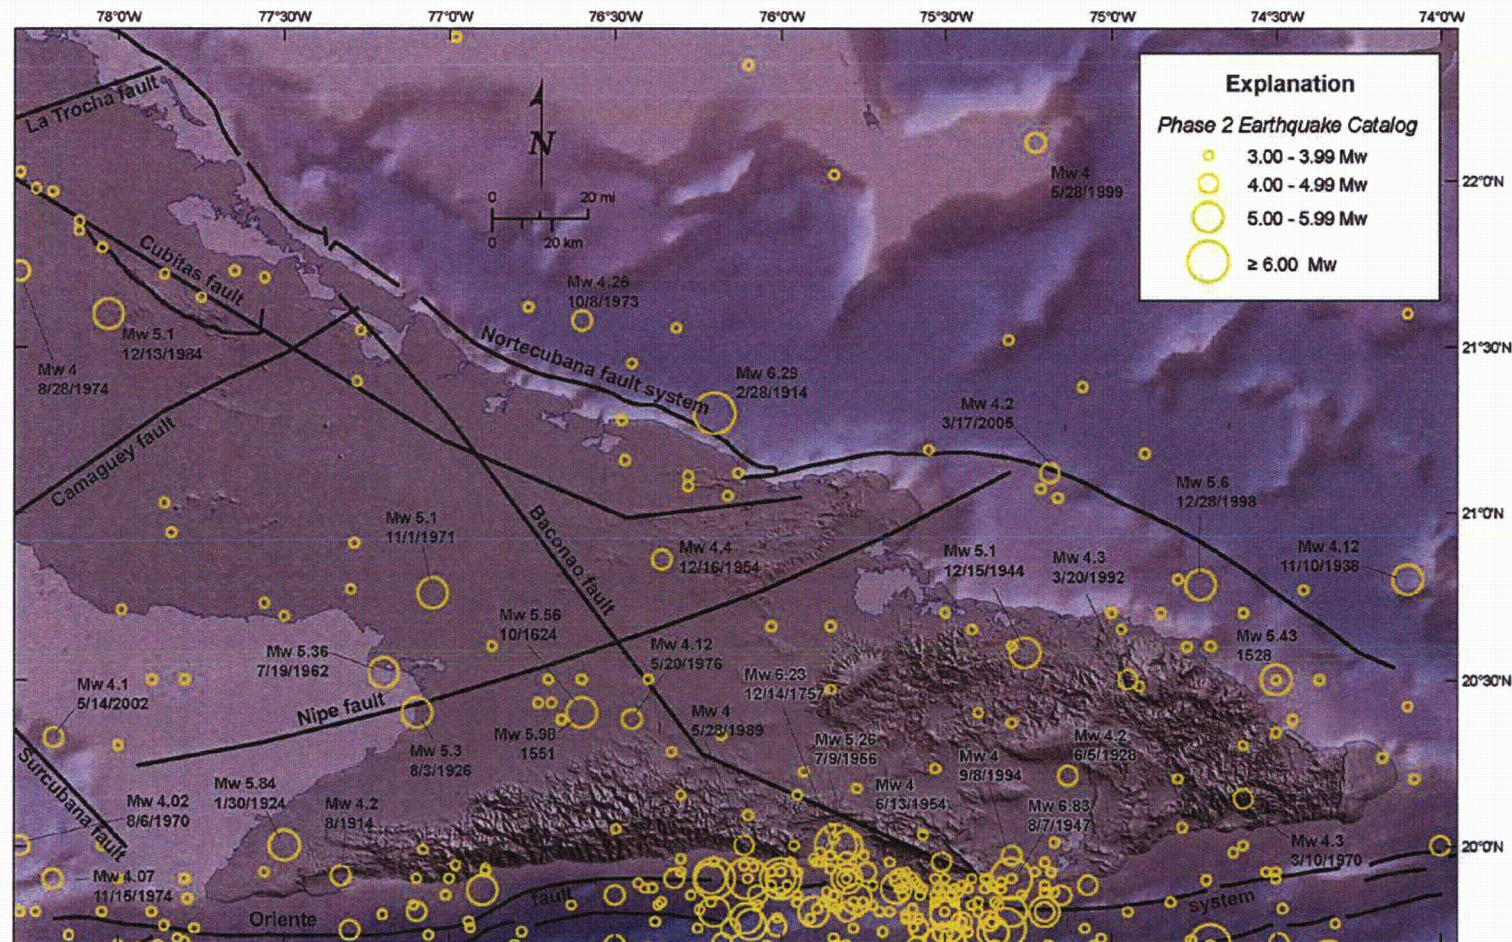 78°0'W 77°30'W 77°0'W 76°30'W 76°0'W 75°30'W 75°0'W 74°30'W 74°0'W
Explanation
Phase 2 Earthquake Catalog
3.00 - 3.99 Mw
4.00 - 4.99 Mw
5.00 - 5.99 Mw
≥ 6.00 Mw
La Trocha fault
N
0 20 mi
0 20 km
Mw 4
5/28/1999
22°0'N
Cubitas fault
Mw 4.26
10/8/1973
Mw 5.1
12/13/1984
Nortecubana fault system
21°30'N
Mw 4
8/28/1974
Mw 6.29
2/28/1914
Mw 4.2
3/17/2005
Camaguey fault
Mw 5.6
12/28/1998
21°0'N
Baconao fault
Mw 5.1
11/1/1971
Mw 4.4
12/16/1954
Mw 5.1
12/15/1944
Mw 4.3
3/20/1992
Mw 4.12
11/10/1938
Mw 5.56
10/1624
Mw 4.12
5/20/1976
Mw 5.43
1528
Mw 5.36
7/19/1962
Mw 6.23
12/14/1757
20°30'N
Mw 4.1
5/14/2002
Nipe fault
Mw 4
5/28/1989
Mw 5.98
1551
Mw 5.3
8/3/1926
Mw 5.26
7/9/1956
Mw 4
9/8/1994
Mw 4.2
6/5/1928
Surcubana fault
Mw 5.84
1/30/1924
Mw 4.02
8/6/1970
Mw 4.2
8/1914
Mw 4
6/13/1954
Mw 6.83
8/7/1947
Mw 4.3
3/10/1970
20°0'N
Mw 4.07
11/15/1974
Oriente fault system